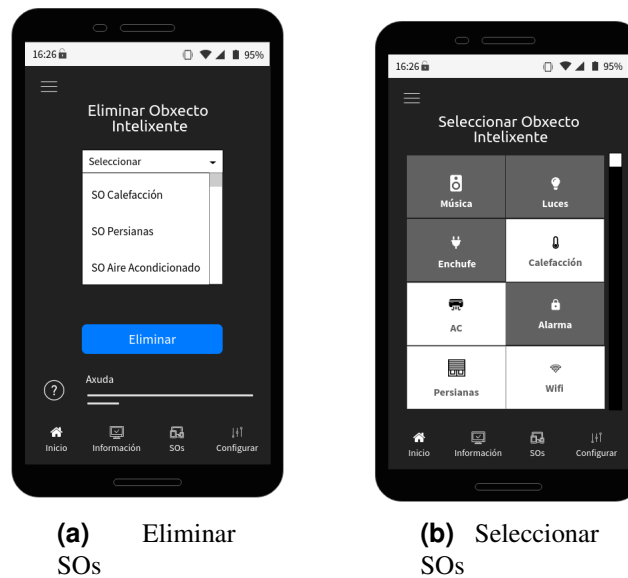 16:26
95%
Eliminar Obxecto
Intelixente
Seleccionar
SO Calefacción
SO Persianas
SO Aire Acondicionado
Eliminar
?
Axuda
Inicio Información SOs Configurar
(a) Eliminar
SOs
16:26
95%
Seleccionar Obxecto
Intelixente
Música Luces
Enchufe Calefacción
AC Alarma
Persianas Wifi
Inicio Información SOs Configurar
(b) Seleccionar
SOs